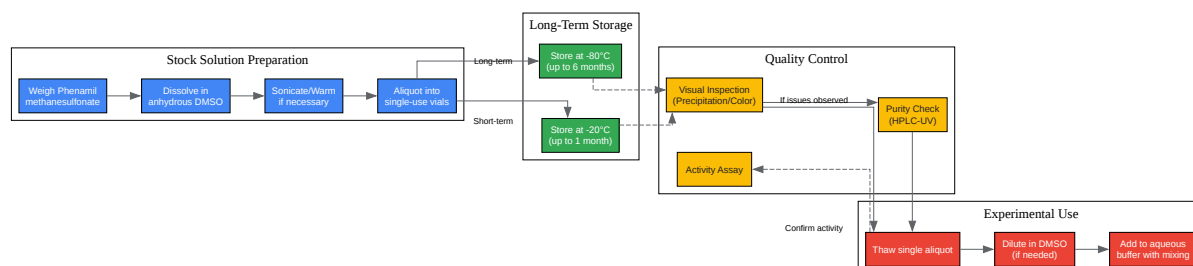 Stock Solution Preparation
Weigh Phenamil
methanesulfonate
Dissolve in
anhydrous DMSO
Sonicate/Warm
if necessary
Aliquot into
single-use vials
Long-term
Short-term
Long-Term Storage
Store at -80°C
(up to 6 months)
Store at -20°C
(up to 1 month)
Quality Control
Visual Inspection
(Precipitation/Color)
If issues observed
Purity Check
(HPLC-UV)
Activity Assay
Confirm activity
Experimental Use
Thaw single aliquot
Dilute in DMSO
(if needed)
Add to aqueous
buffer with mixing